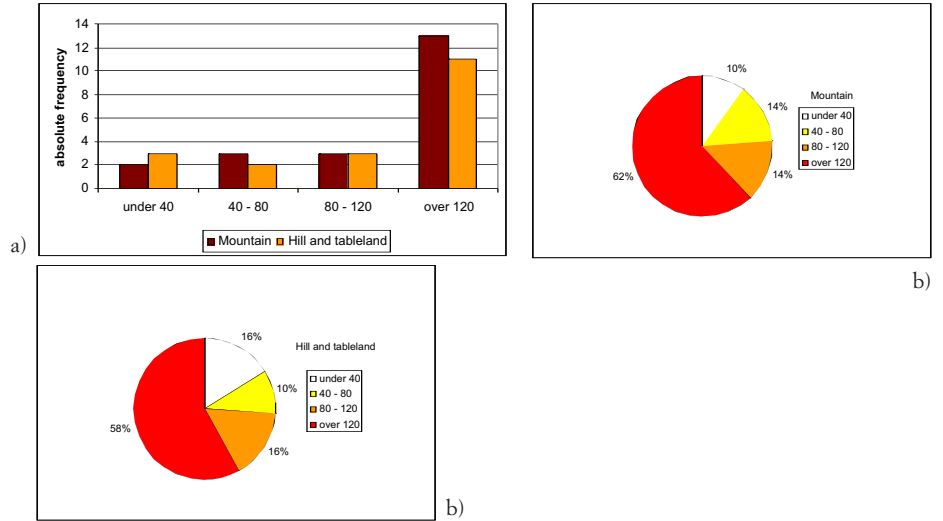 absolute frequency
14
12
10
8
6
4
2
0
under 40
40 - 80
80 - 120
over 120
Mountain
Hill and tableland
a)
10%
14%
14%
62%
Mountain
under 40
40 - 80
80 - 120
over 120
b)
16%
10%
16%
58%
Hill and tableland
under 40
40 - 80
80 - 120
over 120
b)